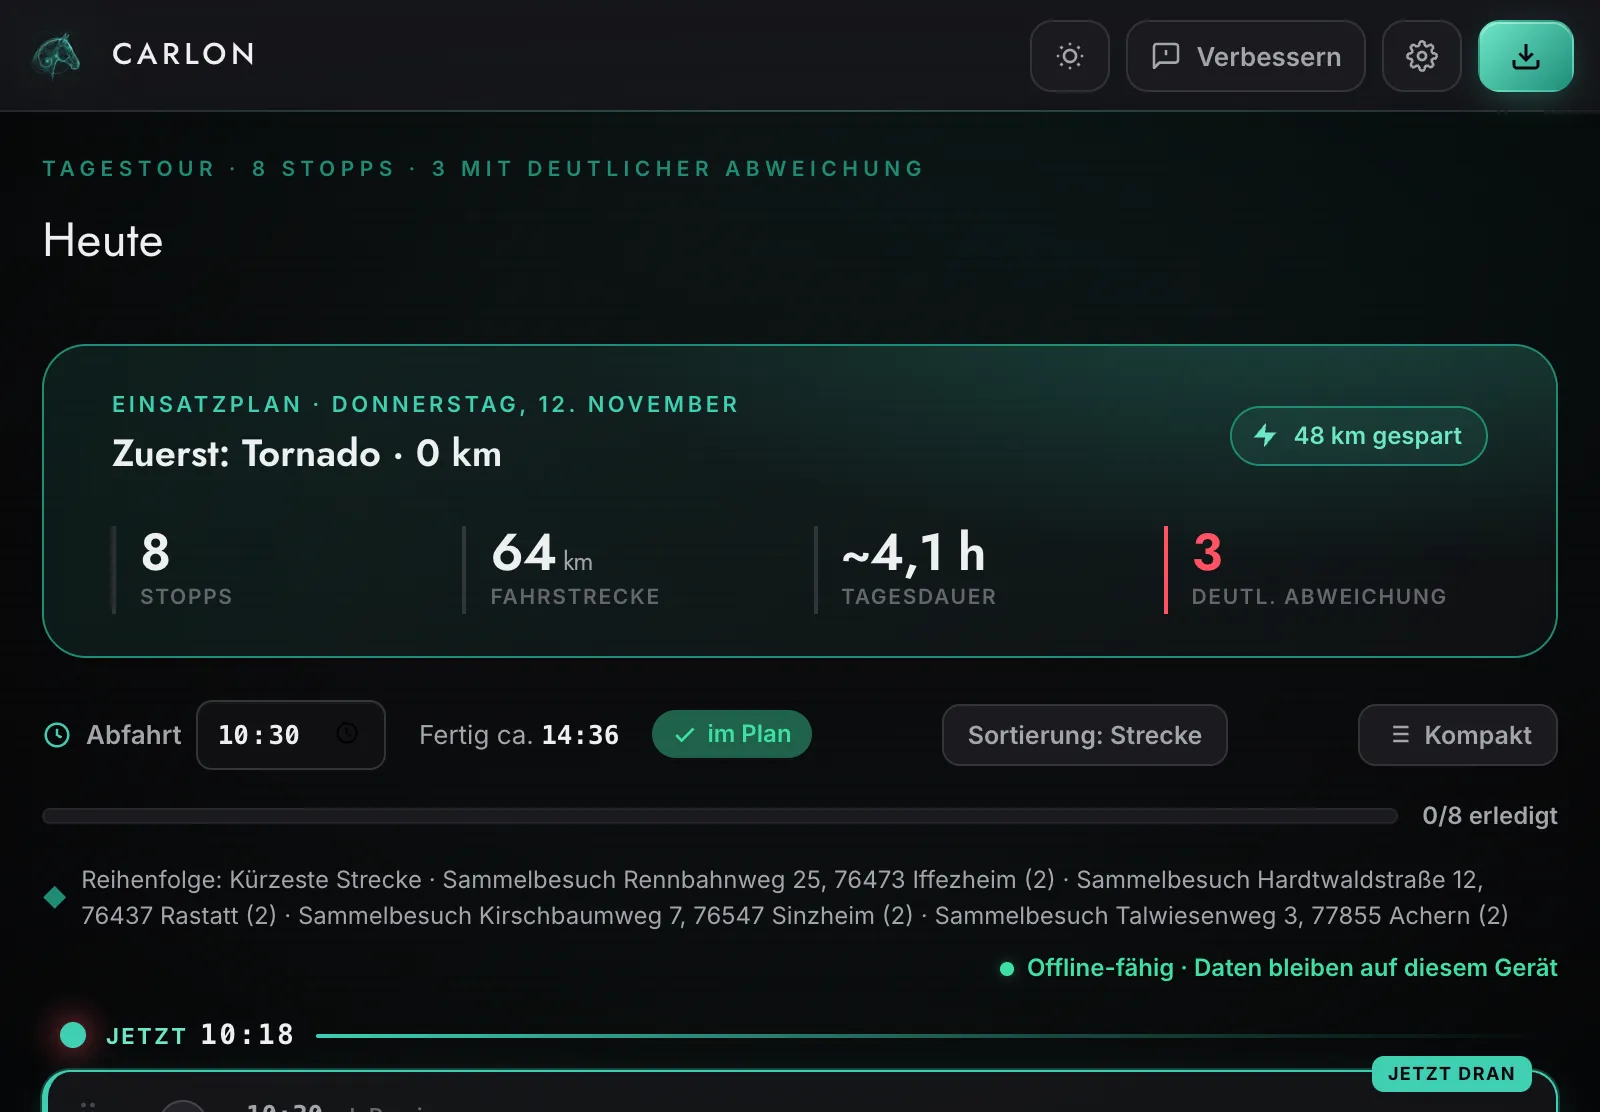 CARLON
Verbessern
TAGESTOUR · 8 STOPPS · 3 MIT DEUTLICHER ABWEICHUNG
Heute
EINSATZPLAN · DONNERSTAG, 12. NOVEMBER
Zuerst: Tornado · 0 km
48 km gespart
8
STOPPS
64 km
FAHRSTRECKE
~4,1 h
TAGESDAUER
3
DEUTL. ABWEICHUNG
Abfahrt 10:30 Fertig ca. 14:36 im Plan Sortierung: Strecke Kompakt
0/8 erledigt
Reihenfolge: Kürzeste Strecke · Sammelbesuch Rennbahnweg 25, 76473 Iffezheim (2) · Sammelbesuch Hardtwaldstraße 12,
76437 Rastatt (2) · Sammelbesuch Kirschbaumweg 7, 76547 Sinzheim (2) · Sammelbesuch Talwiesenweg 3, 77855 Achern (2)
Offline-fähig · Daten bleiben auf diesem Gerät
JETZT 10:18
JETZT DRAN
10:30